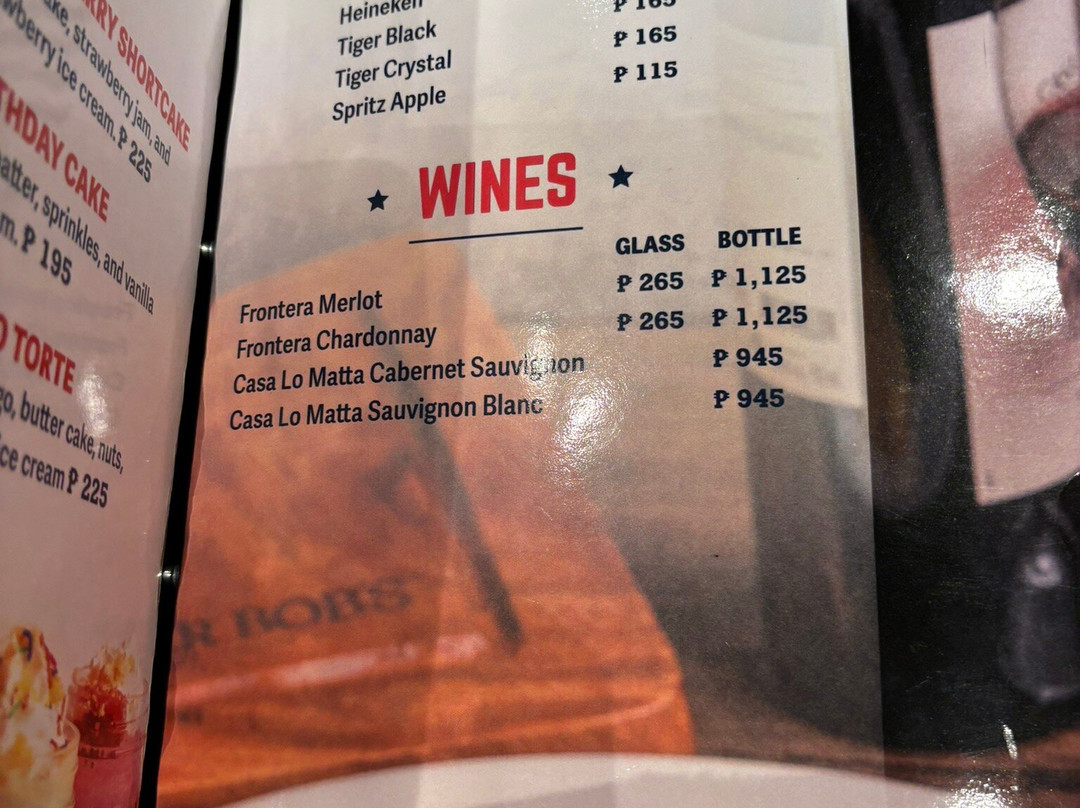 RRY SHORTCAKE
ke, strawberry jam, and
wberry ice cream. ₱ 225
THDAY CAKE
atter, sprinkles, and vanilla
m. ₱ 195
O TORTE
go, butter cake, nuts,
ce cream ₱ 225
Heineken
Tiger Black ₱ 165
Tiger Crystal ₱ 165
Spritz Apple ₱ 115
WINES
GLASS BOTTLE
Frontera Merlot ₱ 265 ₱ 1,125
Frontera Chardonnay ₱ 265 ₱ 1,125
Casa Lo Matta Cabernet Sauvignon ₱ 945
Casa Lo Matta Sauvignon Blanc ₱ 945
R BOBS